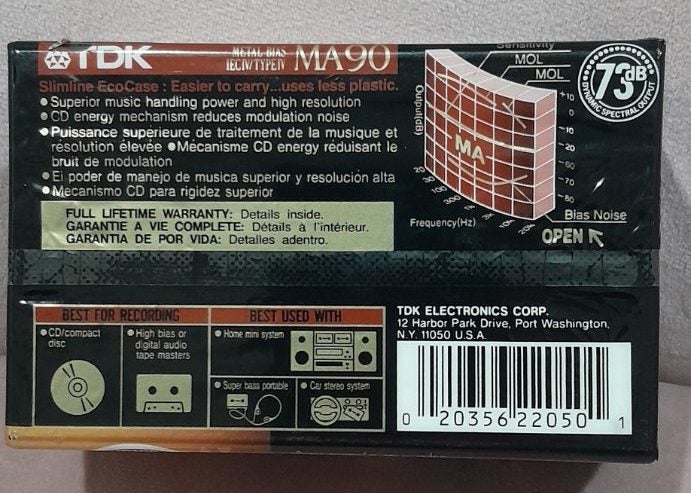 TDK METAL BIAS IECIV/TYPEIV MA90
Slimline EcoCase : Easier to carry...uses less plastic.
● Superior music handling power and high resolution
● CD energy mechanism reduces modulation noise
● Puissance superieure de traitement de la musique et
résolution élevée ● Mécanisme CD energy réduisant le
bruit de modulation
● El poder de manejo de musica superior y resolución alta
● Mecanismo CD para rigidez superior
FULL LIFETIME WARRANTY: Details inside.
GARANTIE A VIE COMPLETE: Détails à l'intérieur.
GARANTIA DE POR VIDA: Detalles adentro.
Sensitivity
MOL
MOL
Output(dB)
+10
0
-10
MA
Frequency(Hz)
Bias Noise
OPEN
73dB
DYNAMIC SPECTRAL OUTPUT
BEST FOR RECORDING
● CD/compact
disc
● High bias or
digital audio
tape masters
BEST USED WITH
● Home mini system
● Super bass portable
● Car stereo system
TDK ELECTRONICS CORP.
12 Harbor Park Drive, Port Washington,
N.Y. 11050 U.S.A.
0 20356 22050 1